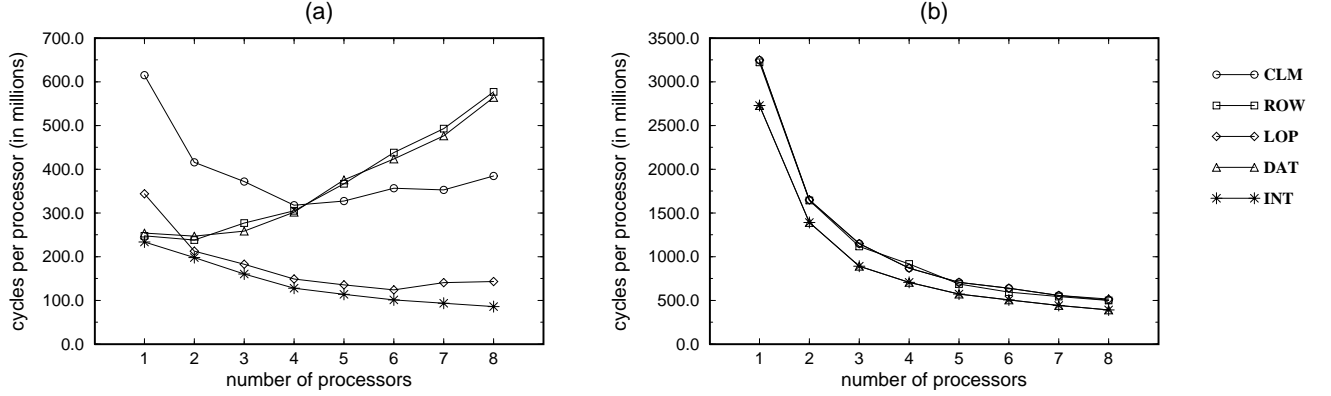 (a)
700.0
600.0
500.0
400.0
300.0
200.0
100.0
0.0
cycles per processor (in millions)
1 2 3 4 5 6 7 8
number of processors
(b)
3500.0
3000.0
2500.0
2000.0
1500.0
1000.0
500.0
0.0
cycles per processor (in millions)
1 2 3 4 5 6 7 8
number of processors
CLM
ROW
LOP
DAT
INT